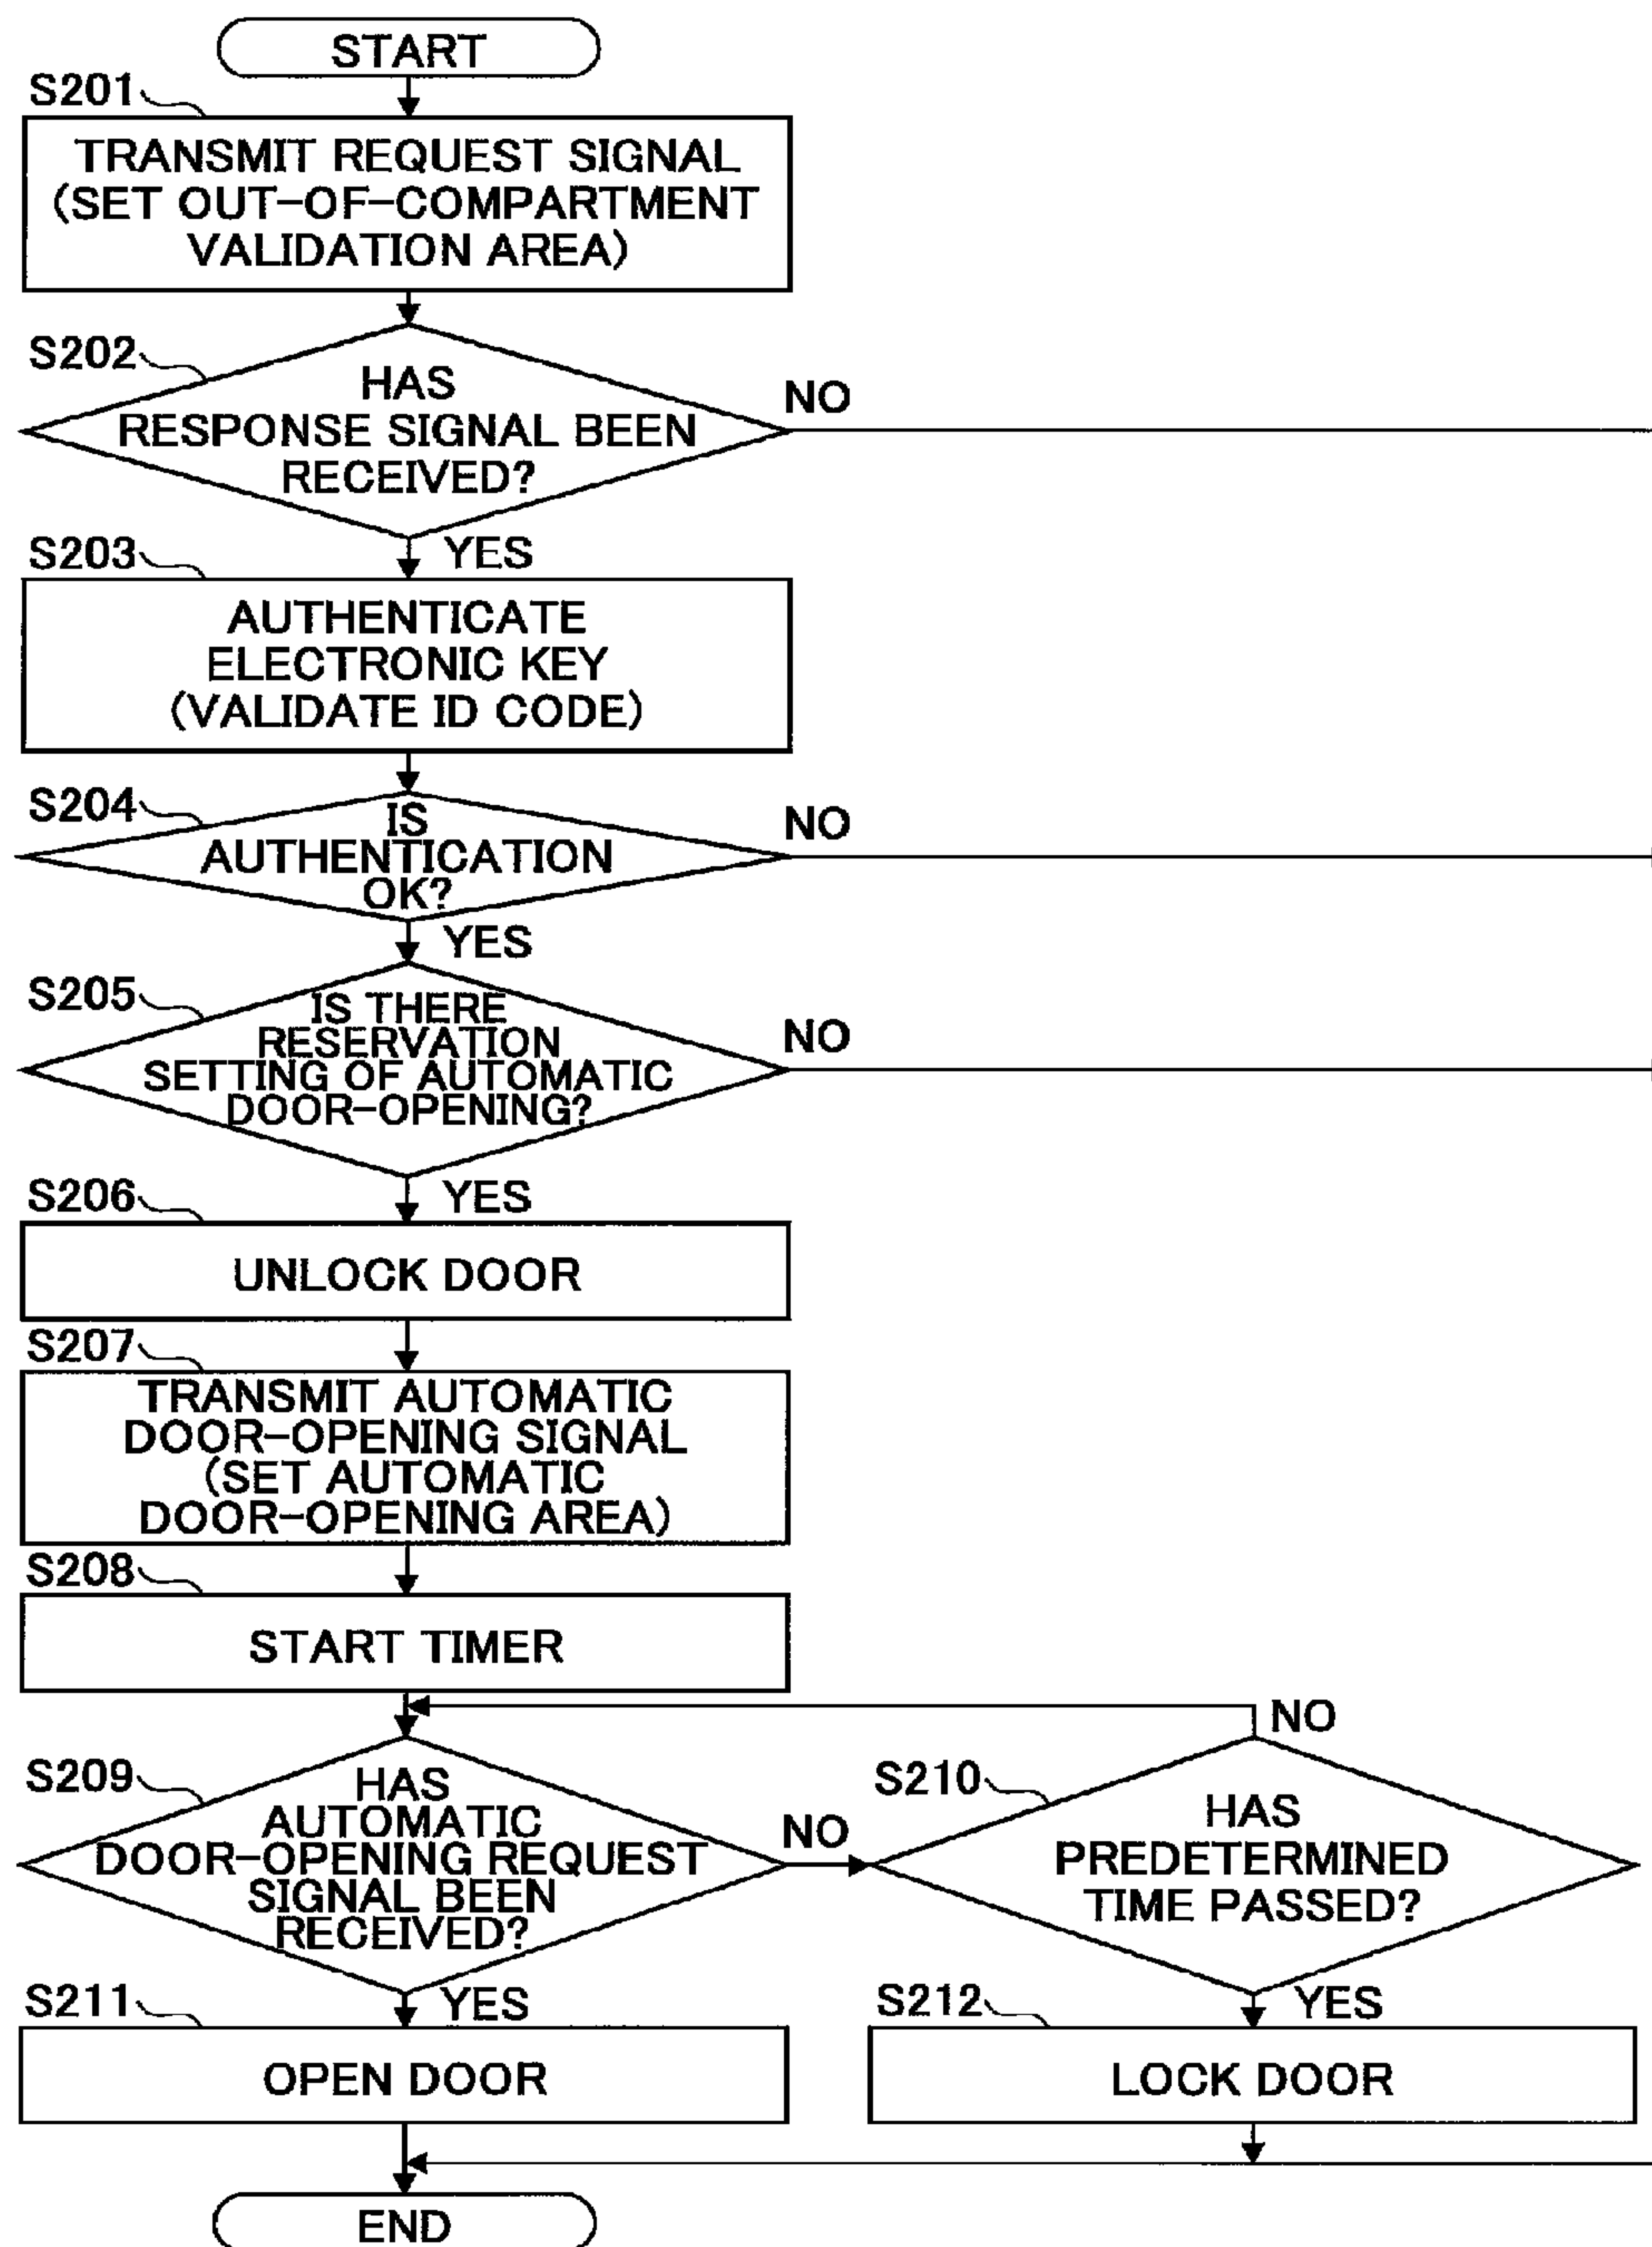 START
S201
TRANSMIT REQUEST SIGNAL
(SET OUT-OF-COMPARTMENT
VALIDATION AREA)
S202
HAS
RESPONSE SIGNAL BEEN
RECEIVED?
NO
YES
S203
AUTHENTICATE
ELECTRONIC KEY
(VALIDATE ID CODE)
S204
IS
AUTHENTICATION
OK?
NO
YES
S205
IS THERE
RESERVATION
SETTING OF AUTOMATIC
DOOR-OPENING?
NO
YES
S206
UNLOCK DOOR
S207
TRANSMIT AUTOMATIC
DOOR-OPENING SIGNAL
(SET AUTOMATIC
DOOR-OPENING AREA)
S208
START TIMER
S209
HAS
AUTOMATIC
DOOR-OPENING REQUEST
SIGNAL BEEN
RECEIVED?
NO
YES
S210
HAS
PREDETERMINED
TIME PASSED?
NO
YES
S211
OPEN DOOR
S212
LOCK DOOR
END